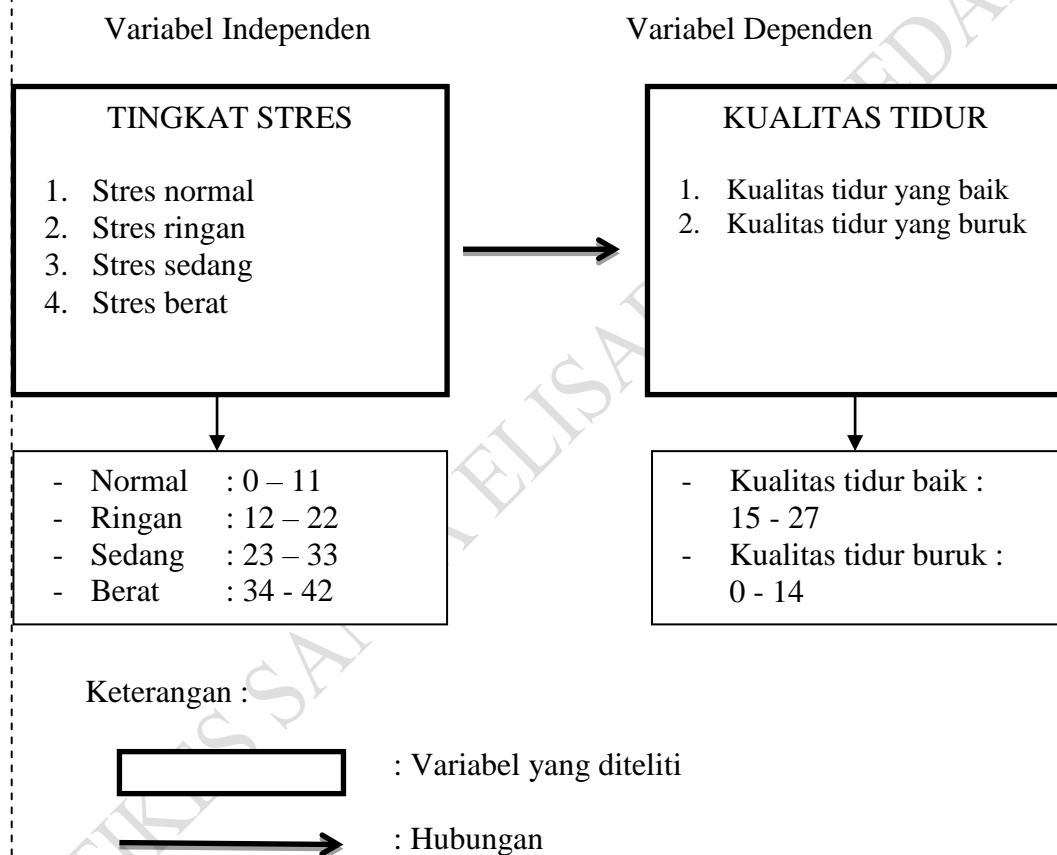 Variabel Independen Variabel Dependen
TINGKAT STRES
1. Stres normal
2. Stres ringan
3. Stres sedang
4. Stres berat
KUALITAS TIDUR
1. Kualitas tidur yang baik
2. Kualitas tidur yang buruk
- Normal : 0 – 11
- Ringan : 12 – 22
- Sedang : 23 – 33
- Berat : 34 - 42
- Kualitas tidur baik :
15 - 27
- Kualitas tidur buruk :
0 - 14
Keterangan :
: Variabel yang diteliti
: Hubungan